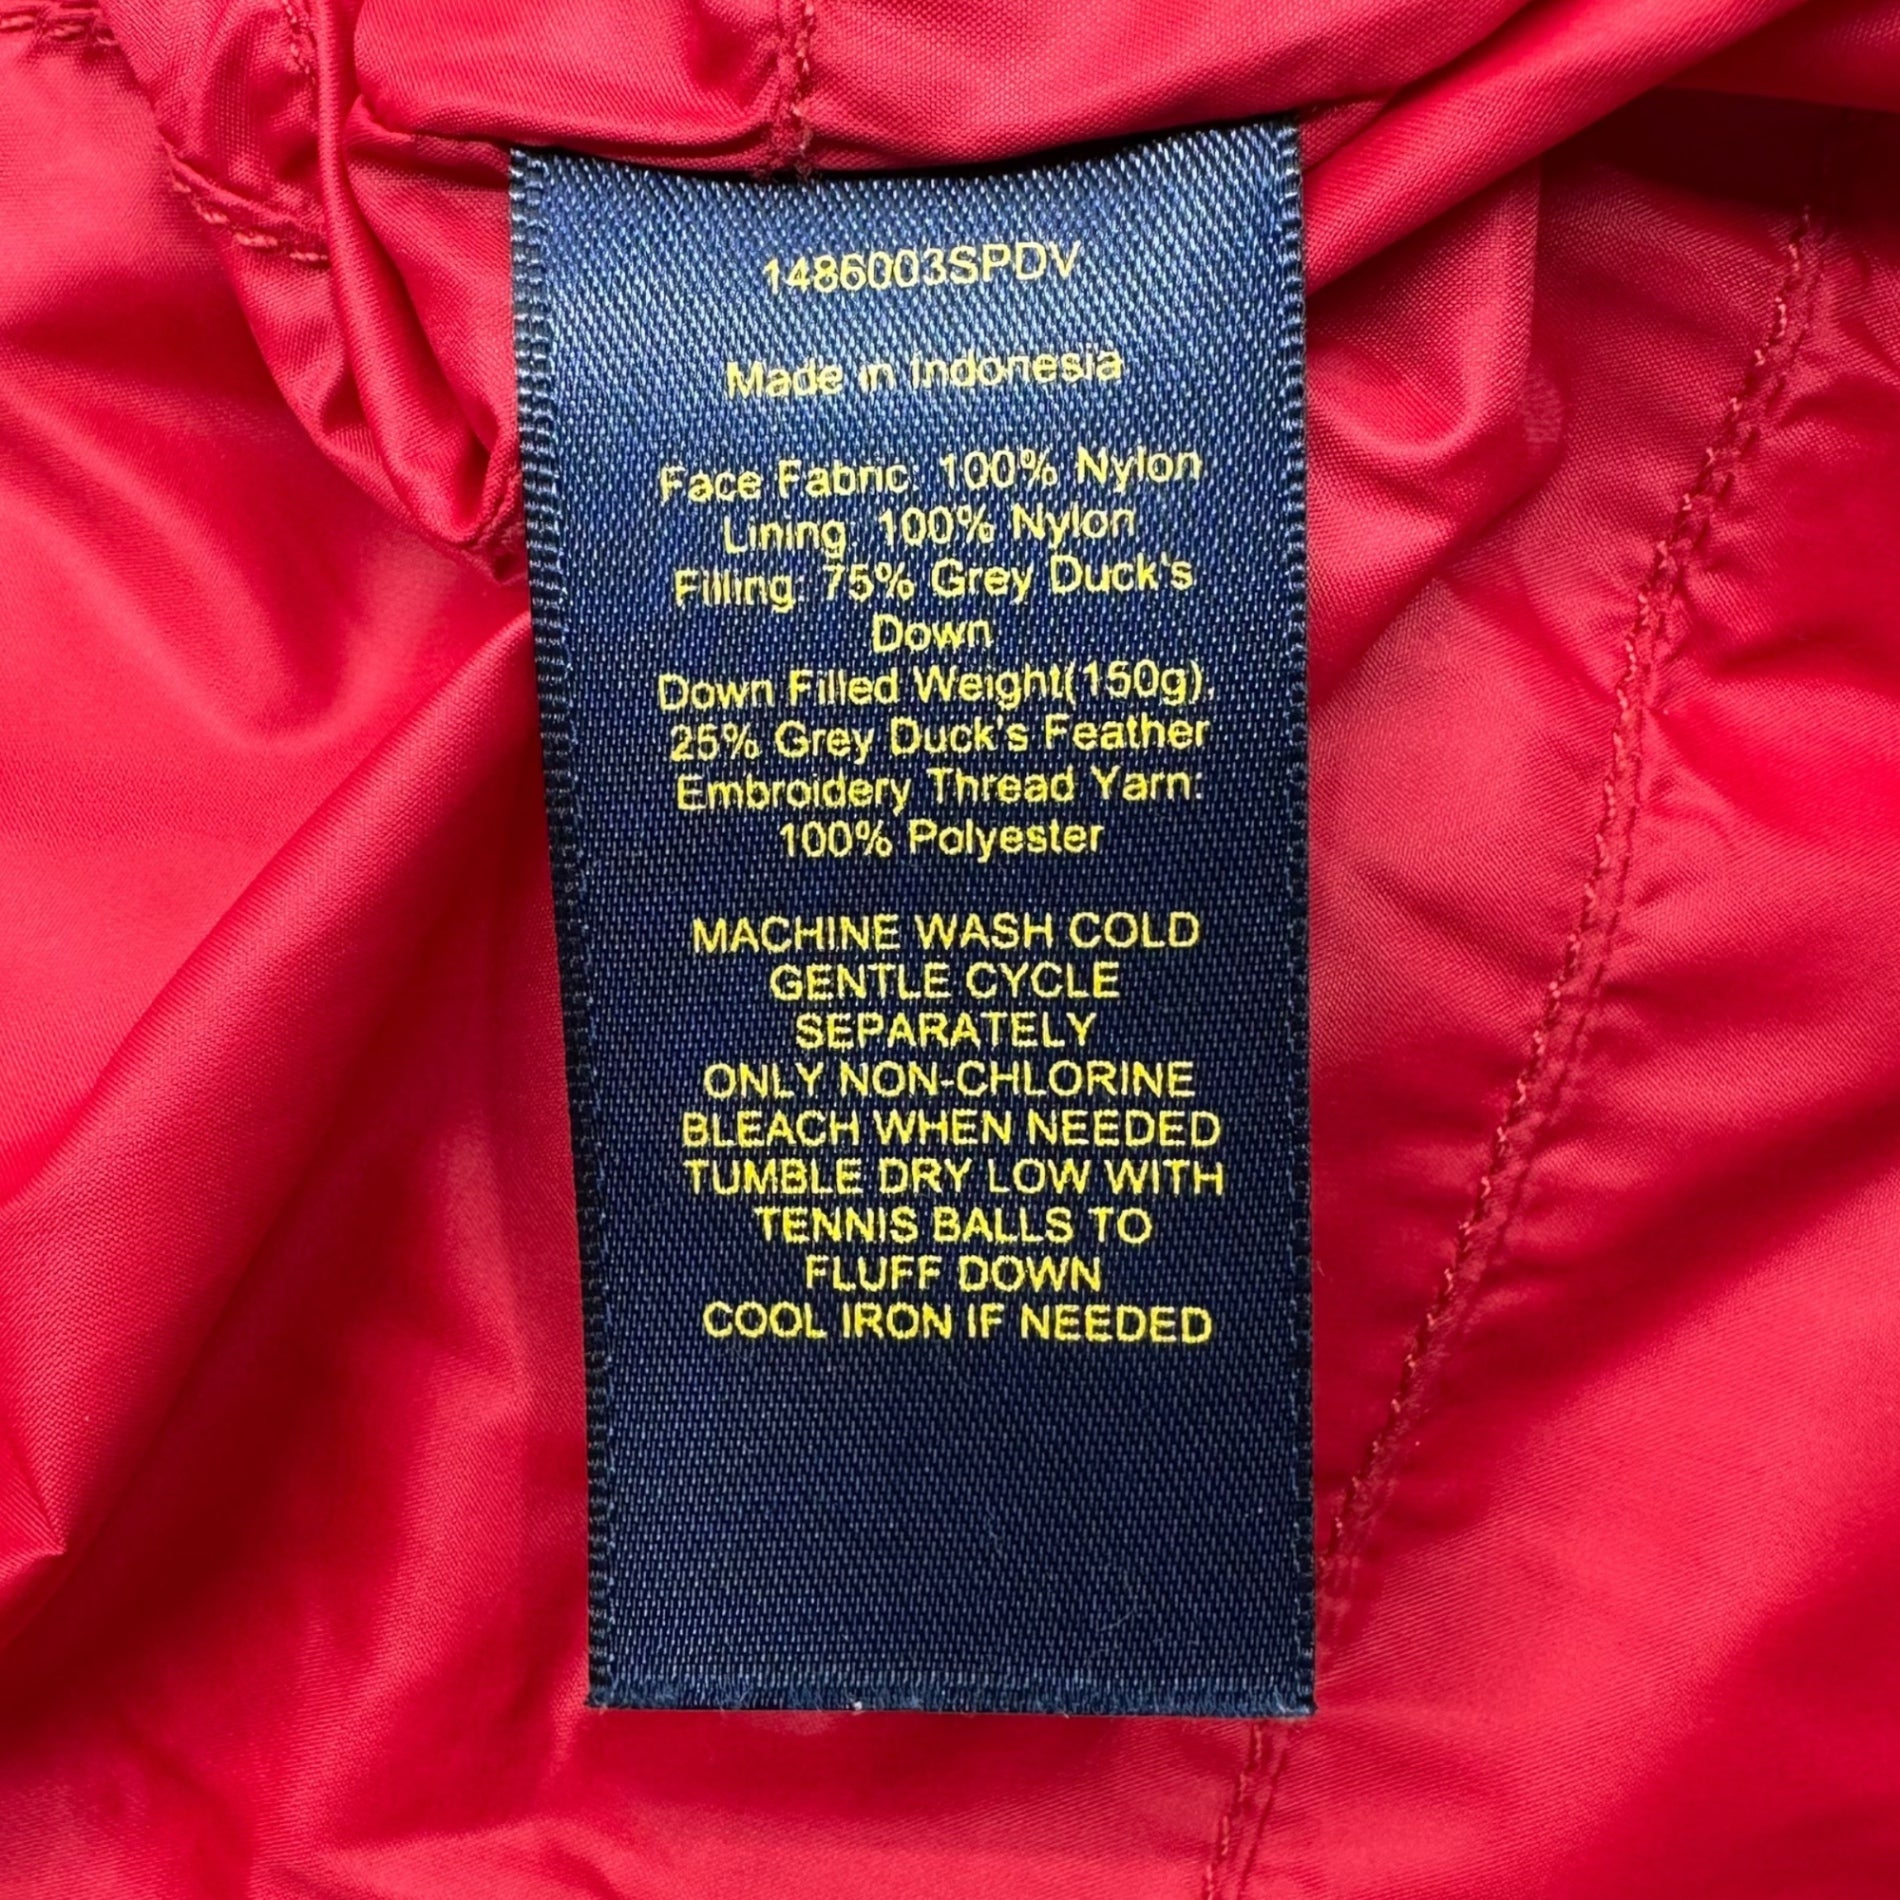 1486003SPDV
Made in Indonesia
Face Fabric: 100% Nylon
Lining: 100% Nylon
Filling: 75% Grey Duck's
Down
Down Filled Weight(150g),
25% Grey Duck's Feather
Embroidery Thread Yarn:
100% Polyester
MACHINE WASH COLD
GENTLE CYCLE
SEPARATELY
ONLY NON-CHLORINE
BLEACH WHEN NEEDED
TUMBLE DRY LOW WITH
TENNIS BALLS TO
FLUFF DOWN
COOL IRON IF NEEDED